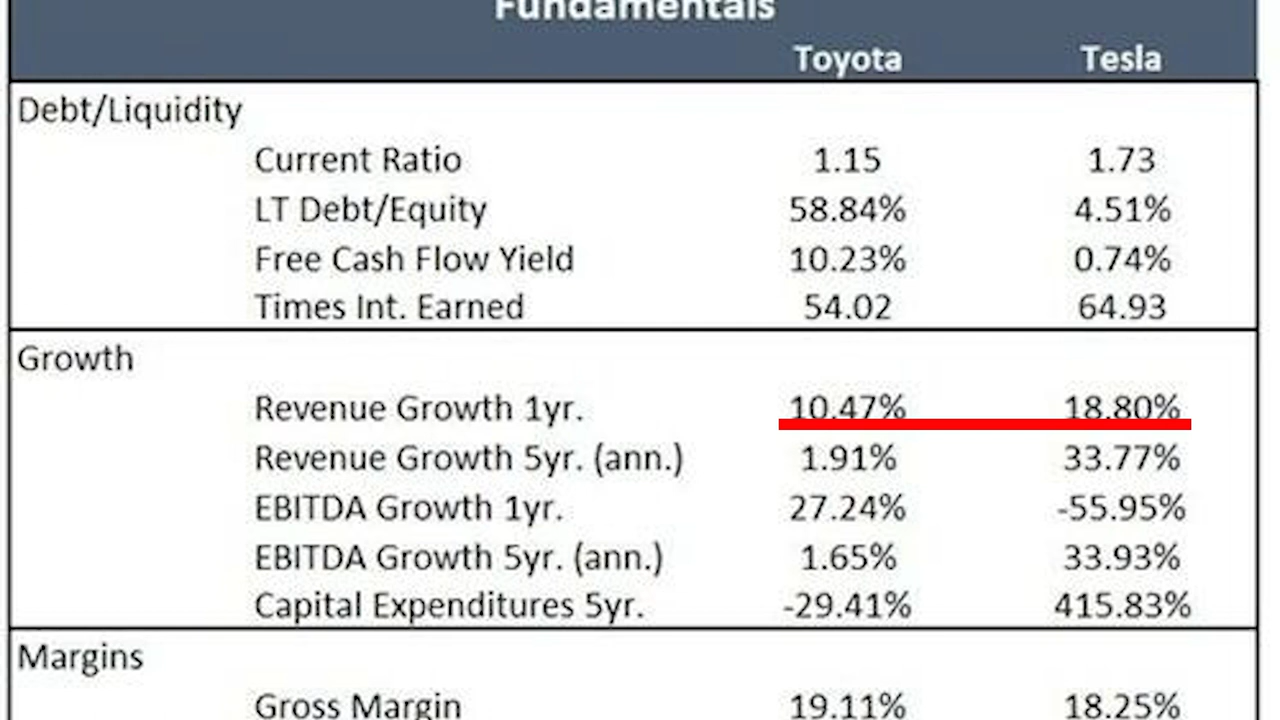 Fundamentals
Toyota Tesla
Debt/Liquidity
Current Ratio 1.15 1.73
LT Debt/Equity 58.84% 4.51%
Free Cash Flow Yield 10.23% 0.74%
Times Int. Earned 54.02 64.93
Growth
Revenue Growth 1yr. 10.47% 18.80%
Revenue Growth 5yr. (ann.) 1.91% 33.77%
EBITDA Growth 1yr. 27.24% -55.95%
EBITDA Growth 5yr. (ann.) 1.65% 33.93%
Capital Expenditures 5yr. -29.41% 415.83%
Margins
Gross Margin 19.11% 18.25%